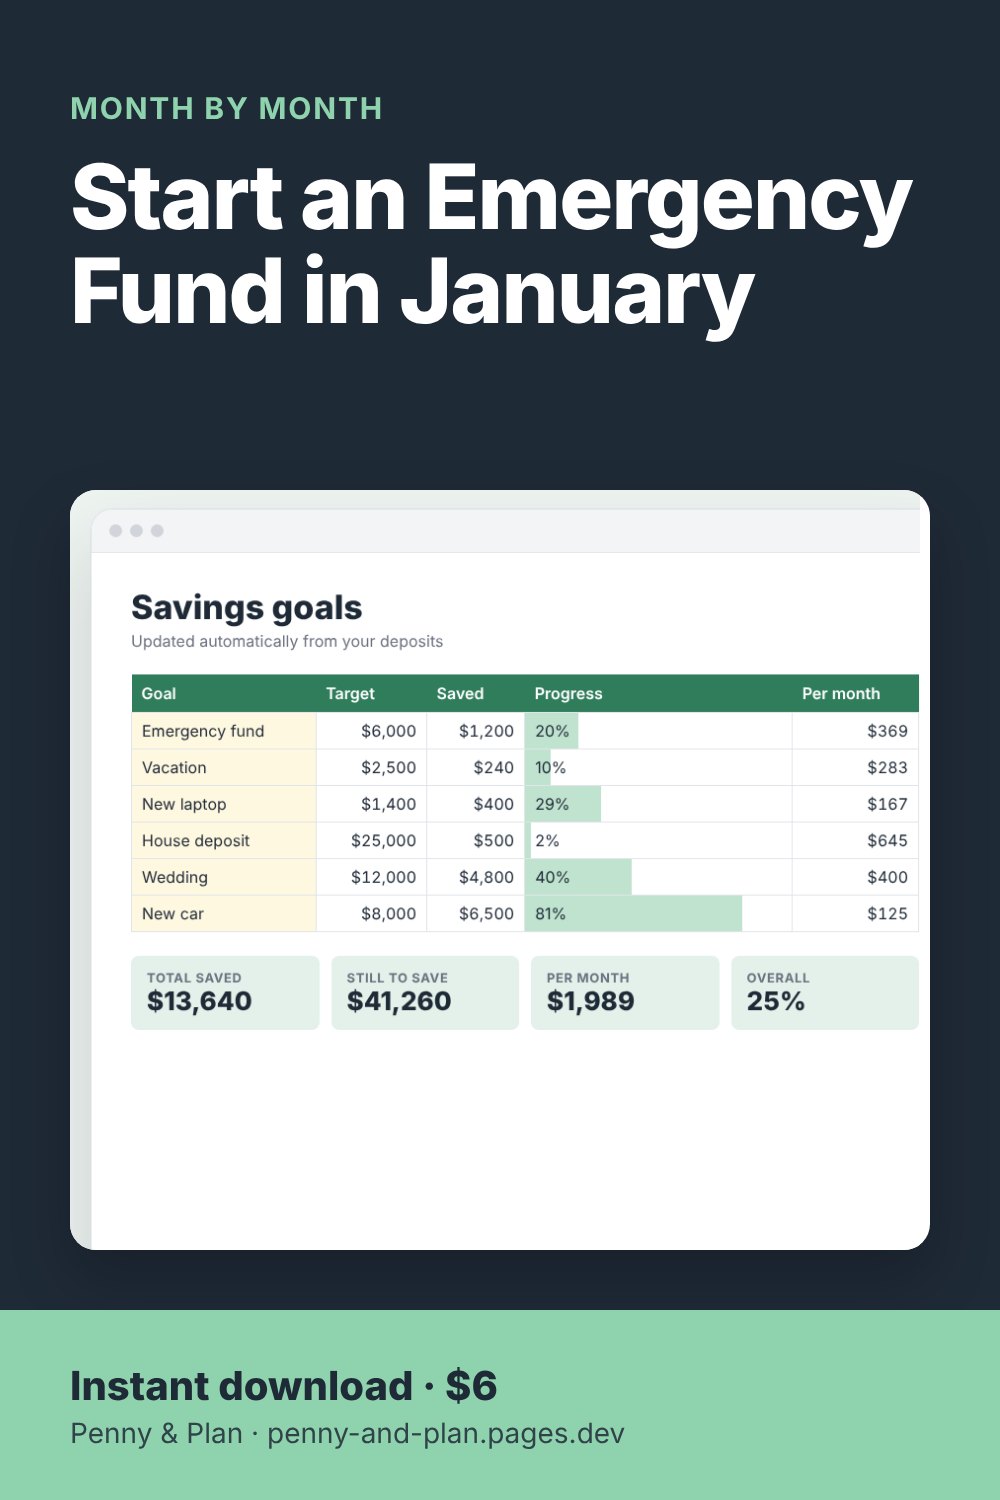 MONTH BY MONTH
Start an Emergency
Fund in January
Savings goals
Updated automatically from your deposits
Goal Target Saved Progress Per month
Emergency fund $6,000 $1,200 20% $369
Vacation $2,500 $240 10% $283
New laptop $1,400 $400 29% $167
House deposit $25,000 $500 2% $645
Wedding $12,000 $4,800 40% $400
New car $8,000 $6,500 81% $125
TOTAL SAVED STILL TO SAVE PER MONTH OVERALL
$13,640 $41,260 $1,989 25%
Instant download · $6
Penny & Plan · penny-and-plan.pages.dev